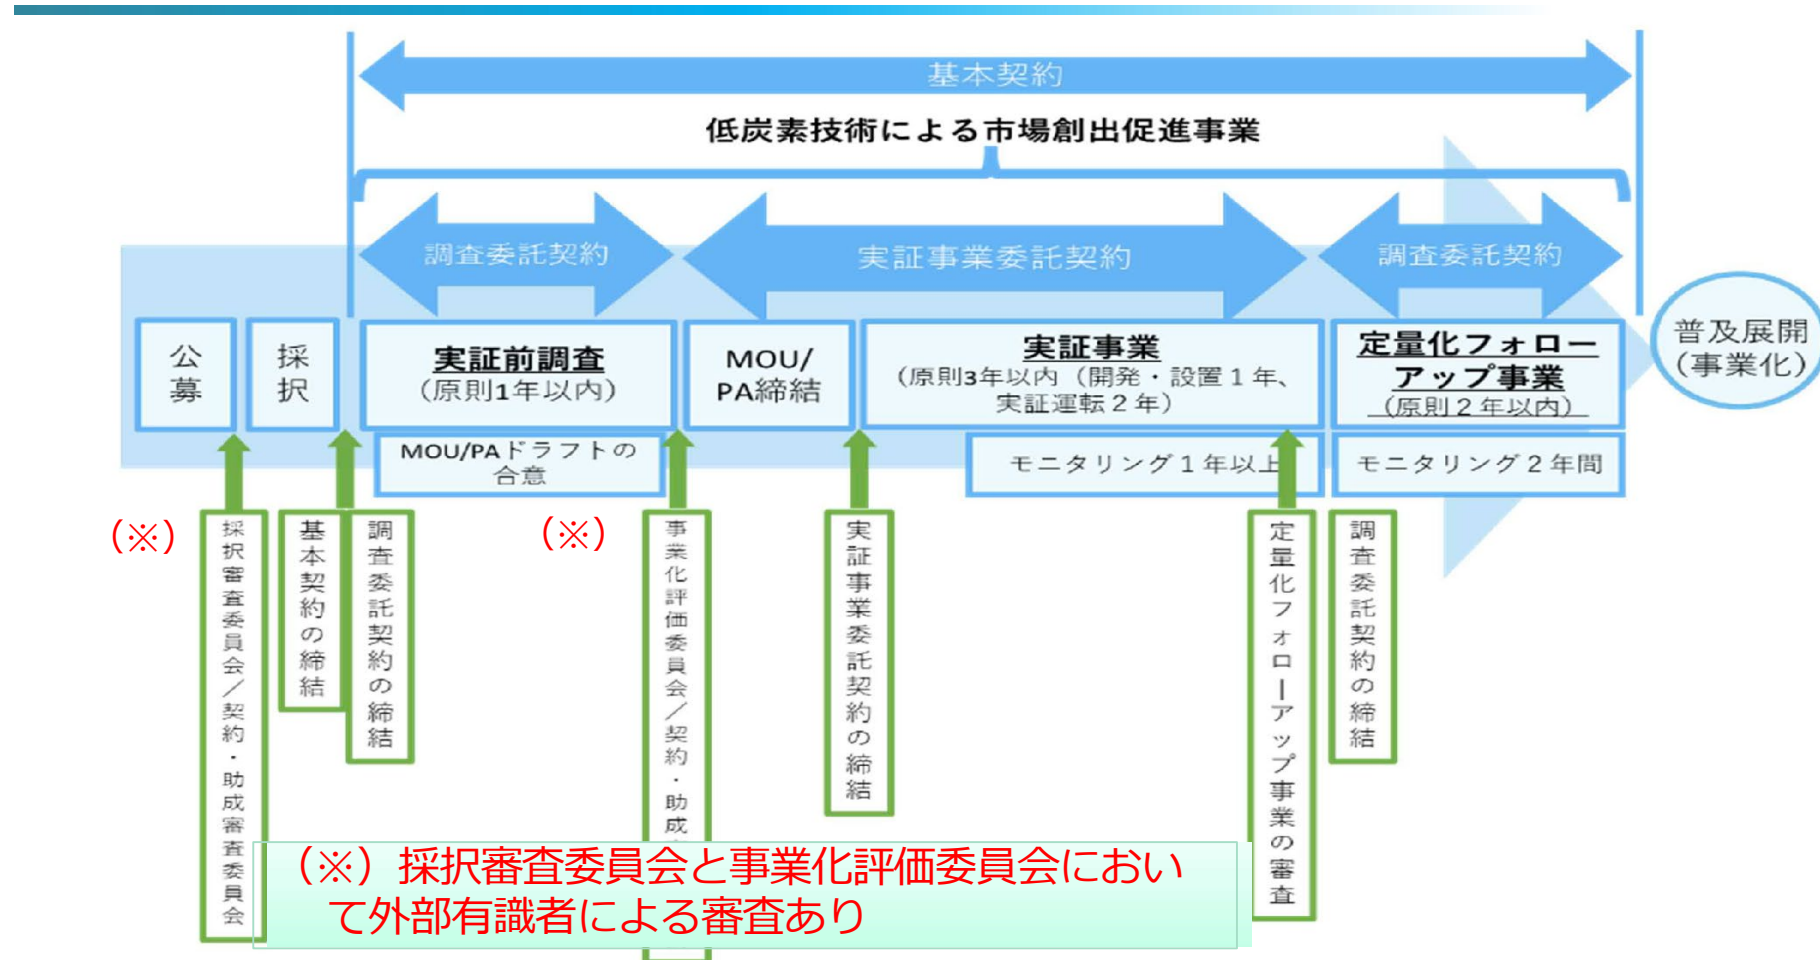 基本契約
低炭素技術による市場創出促進事業
調査委託契約
実証事業委託契約
調査委託契約
公募
採択
実証前調査
（原則1年以内）
MOU/
PA締結
実証事業
（原則3年以内（開発・設置１年、
実証運転２年）
定量化フォロー
アップ事業
（原則２年以内）
普及展開
（事業化）
MOU/PAドラフトの
合意
モニタリング１年以上
モニタリング２年間
（※）
採択審査委員会／契約・助成審査委員会
基本契約の締結
調査委託契約の締結
（※）
事業化評価委員会／契約・助成
実証事業委託契約の締結
定量化フォローアップ事業の審査
調査委託契約の締結
（※）採択審査委員会と事業化評価委員会におい
て外部有識者による審査あり